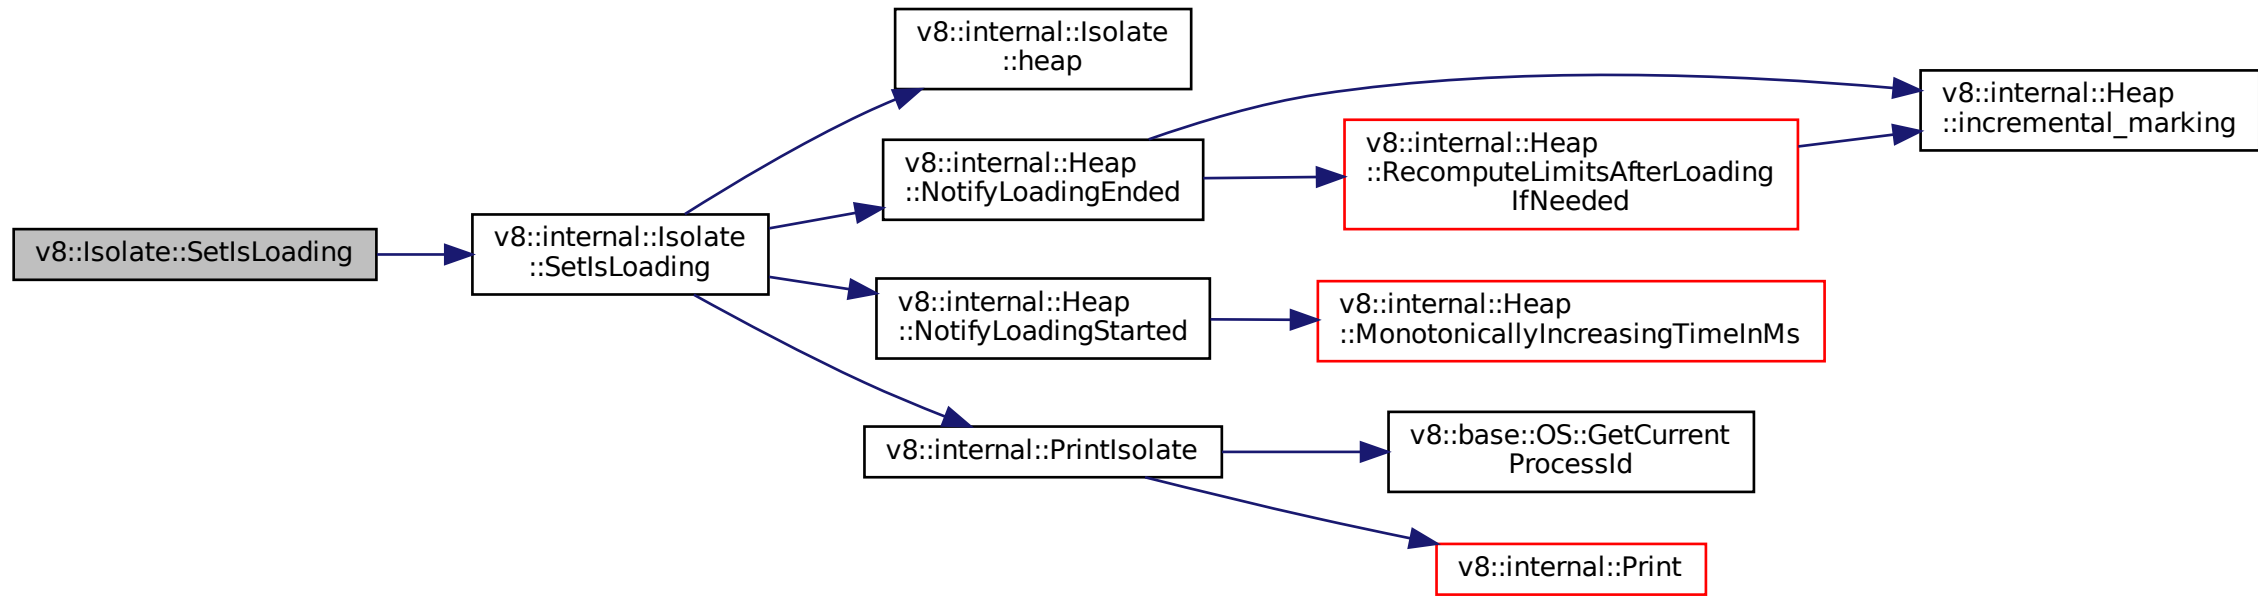 v8::Isolate::SetIsLoading
v8::internal::Isolate
::SetIsLoading
v8::internal::Isolate
::heap
v8::internal::Heap
::NotifyLoadingEnded
v8::internal::Heap
::NotifyLoadingStarted
v8::internal::PrintIsolate
v8::internal::Heap
::RecomputeLimitsAfterLoading
IfNeeded
v8::internal::Heap
::MonotonicallyIncreasingTimeInMs
v8::base::OS::GetCurrent
ProcessId
v8::internal::Print
v8::internal::Heap
::incremental_marking